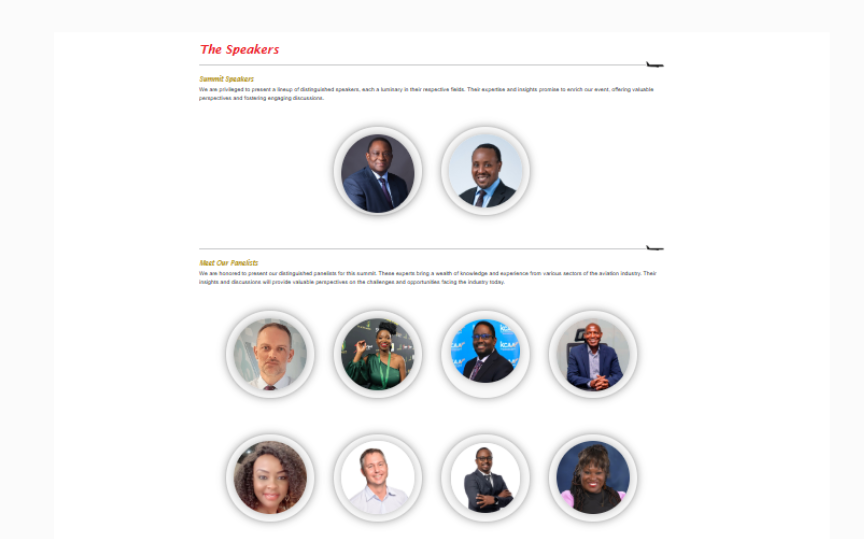 The Speakers
Summit Speakers
We are privileged to present a lineup of distinguished speakers, each a luminary in their respective fields. Their expertise and insights promise to enrich our event, offering valuable
perspectives and fostering engaging discussions.
Meet Our Panelists
We are honored to present our distinguished panelists for this summit. These experts bring a wealth of knowledge and experience from various sectors of the aviation industry. Their
insights and discussions will provide valuable perspectives on the challenges and opportunities facing the industry today.
KCAA